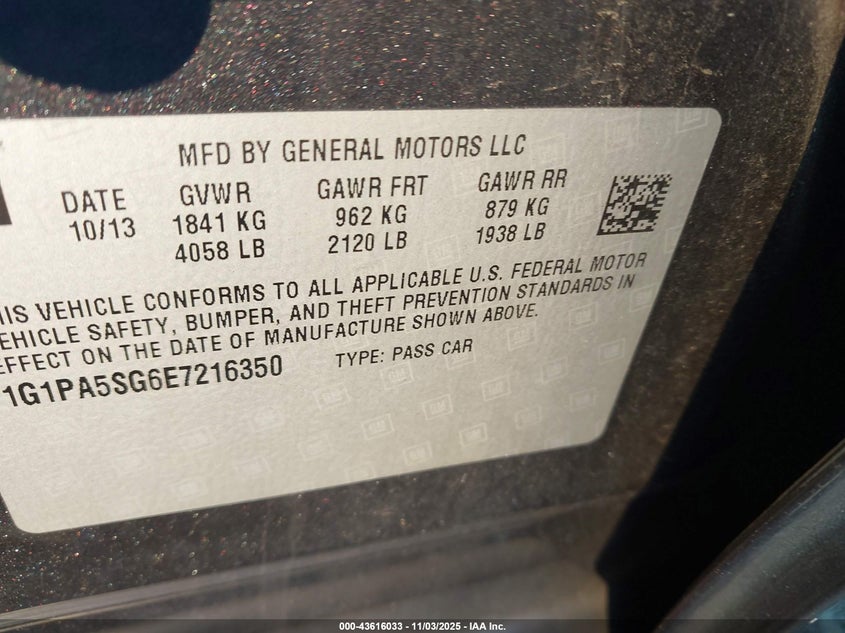 MFD BY GENERAL MOTORS LLC
DATE GVWR GAWR FRT GAWR RR
10/13 1841 KG 962 KG 879 KG
4058 LB 2120 LB 1938 LB
HIS VEHICLE CONFORMS TO ALL APPLICABLE U.S. FEDERAL MOTOR
VEHICLE SAFETY, BUMPER, AND THEFT PREVENTION STANDARDS IN
EFFECT ON THE DATE OF MANUFACTURE SHOWN ABOVE.
1G1PA5SG6E7216350 TYPE: PASS CAR
000-43616033 - 11/03/2025 - IAA Inc.